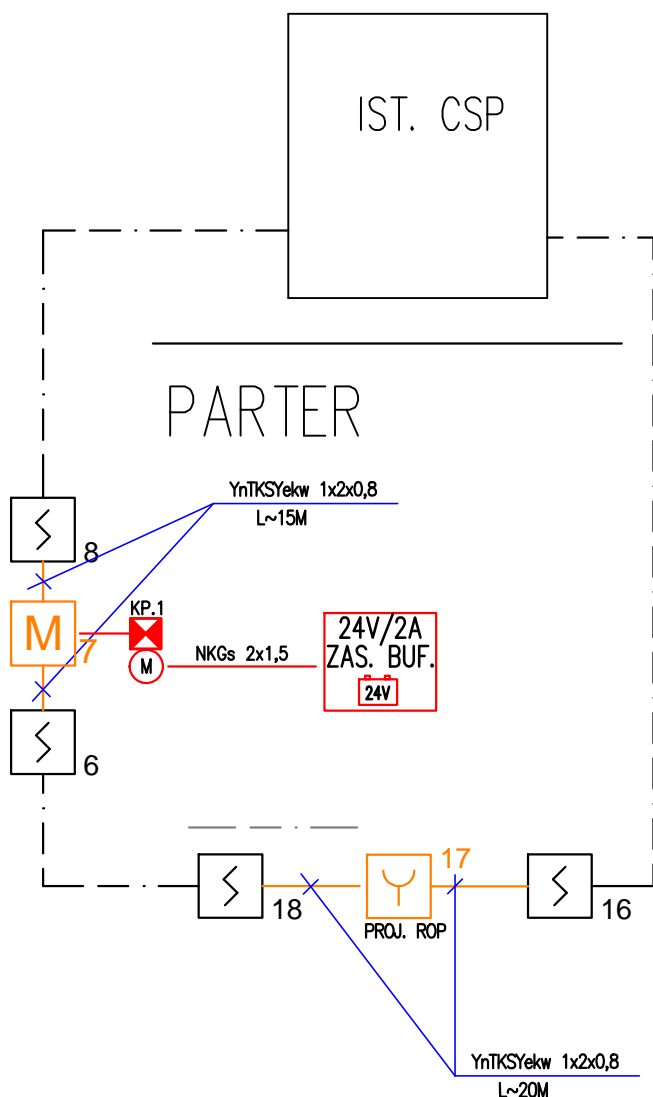 IST. CSP
PARTER
YnTKSYekw 1x2x0,8
L~15M
8
KP.1
M
7
M
NKGs 2x1,5
24V/2A
ZAS. BUF.
24V
6
17
18
16
PROJ. ROP
YnTKSYekw 1x2x0,8
L~20M